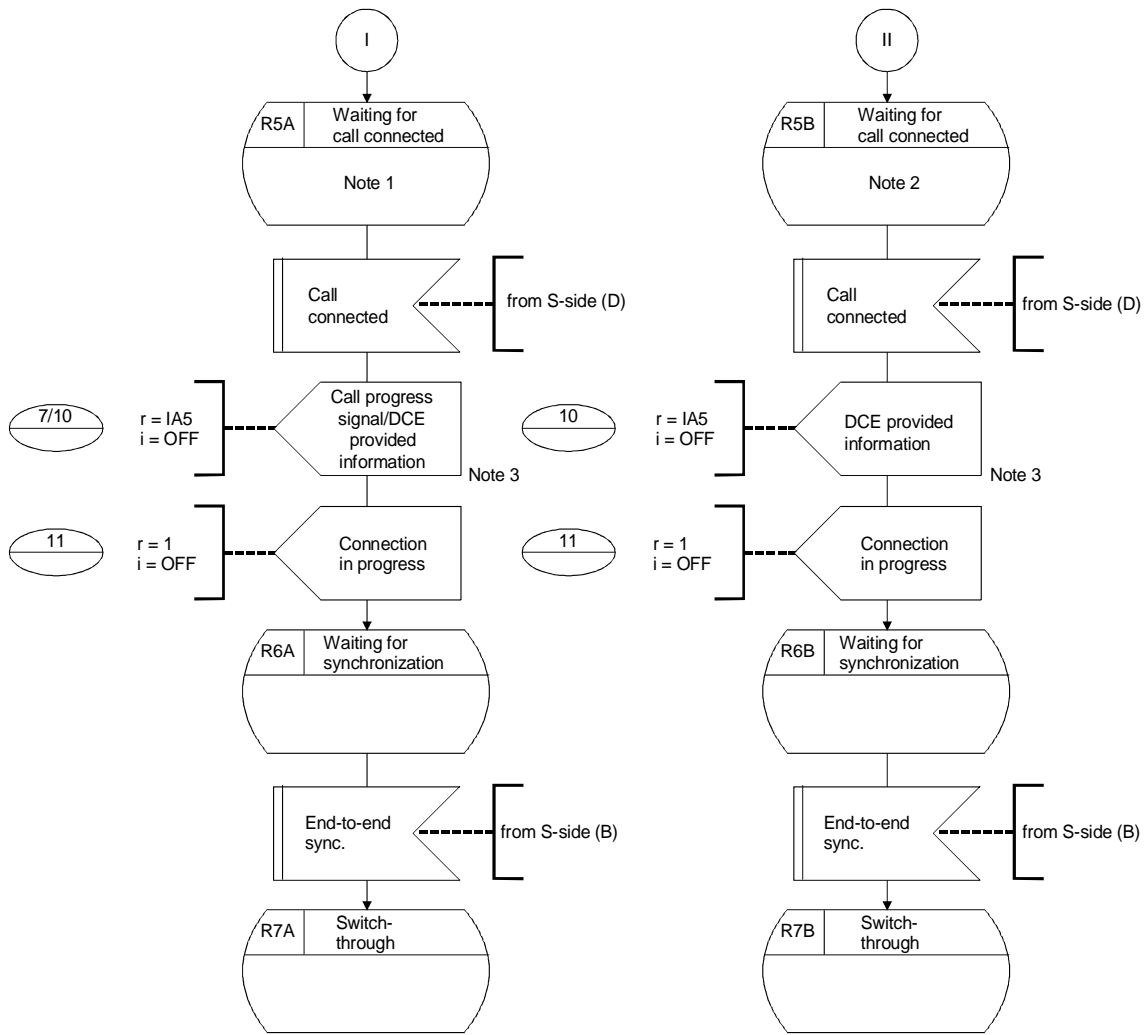 I
R5A
Waiting for
call connected
Note 1
Call
connected
from S-side (D)
7/10
r = IA5
i = OFF
Call progress
signal/DCE
provided
information
Note 3
11
r = 1
i = OFF
Connection
in progress
R6A
Waiting for
synchronization
End-to-end
sync.
from S-side (B)
R7A
Switch-
through
II
R5B
Waiting for
call connected
Note 2
Call
connected
from S-side (D)
10
r = IA5
i = OFF
DCE provided
information
Note 3
11
r = 1
i = OFF
Connection
in progress
R6B
Waiting for
synchronization
End-to-end
sync.
from S-side (B)
R7B
Switch-
through